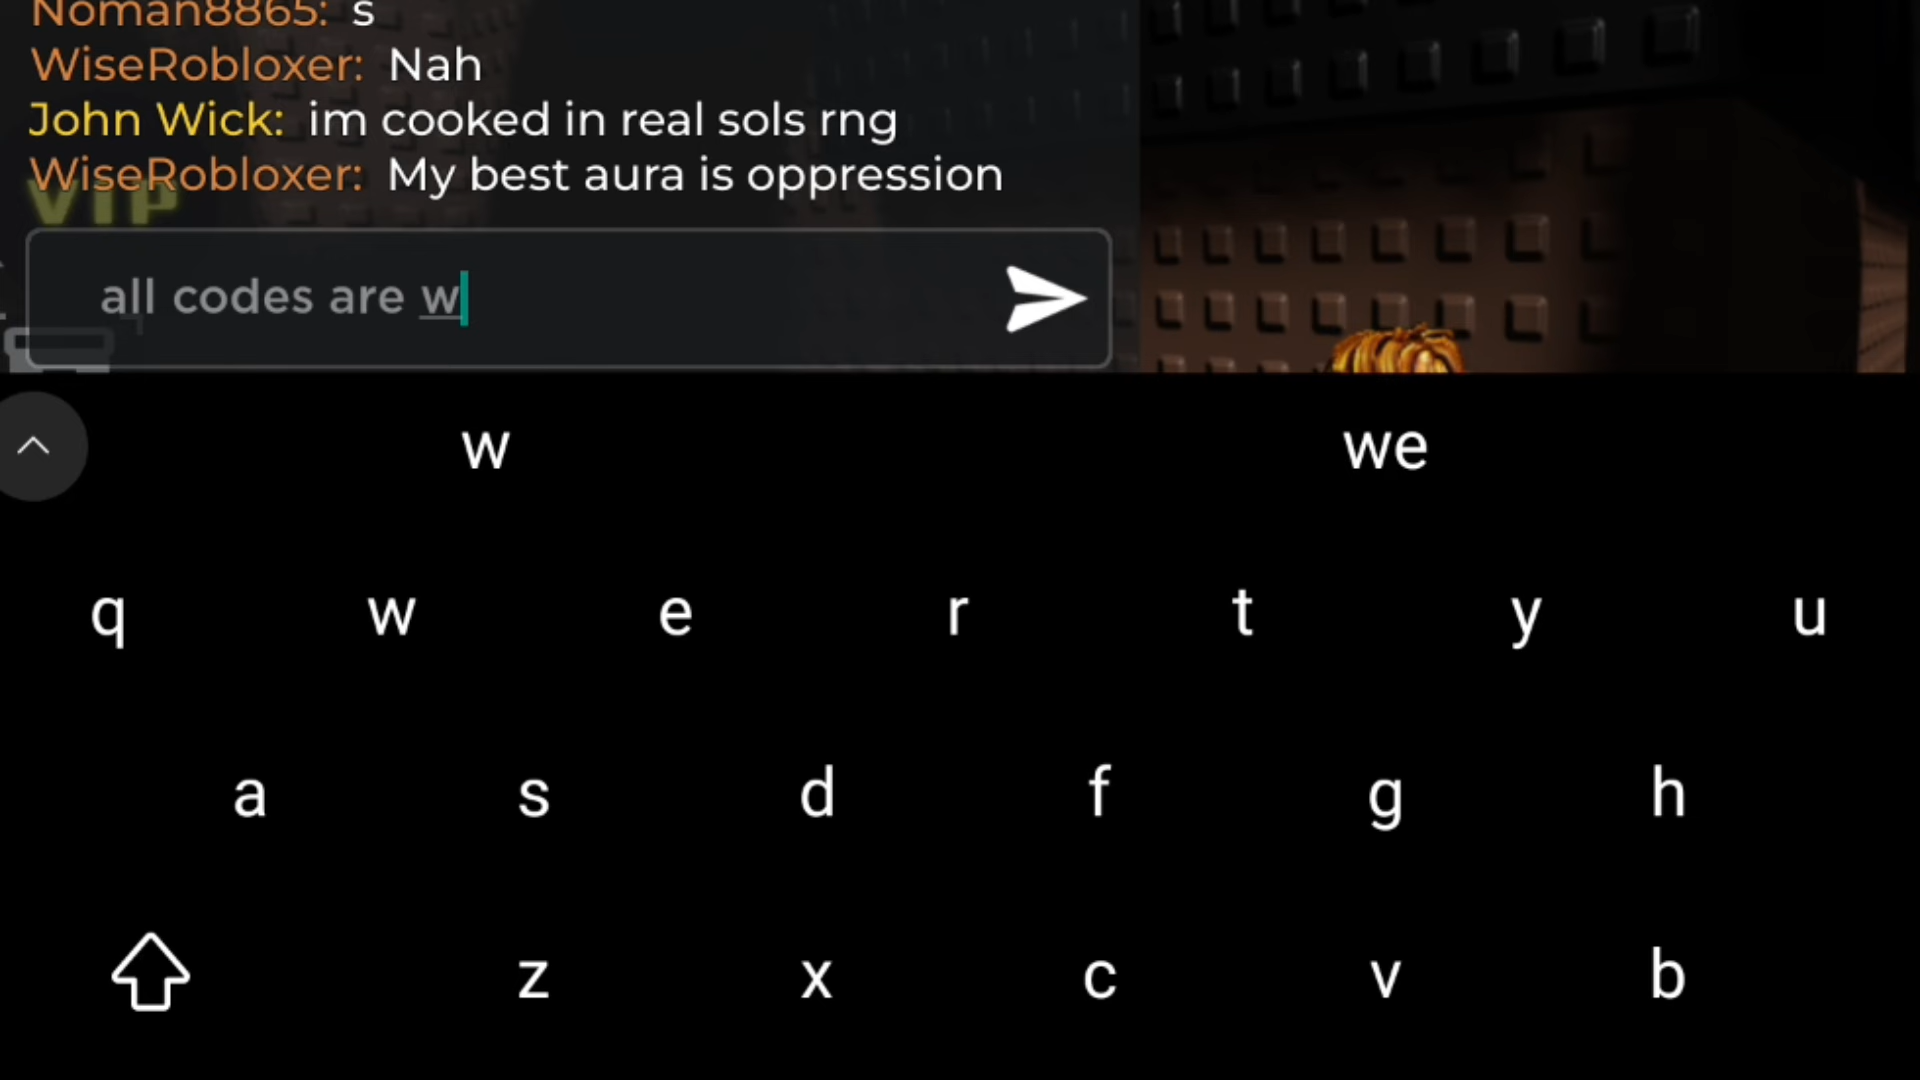 Noman8865: s
WiseRobloxer: Nah
John Wick: im cooked in real sols rng
WiseRobloxer: My best aura is oppression
VIP
all codes are w
w we
q w e r t y u
a s d f g h
z x c v b